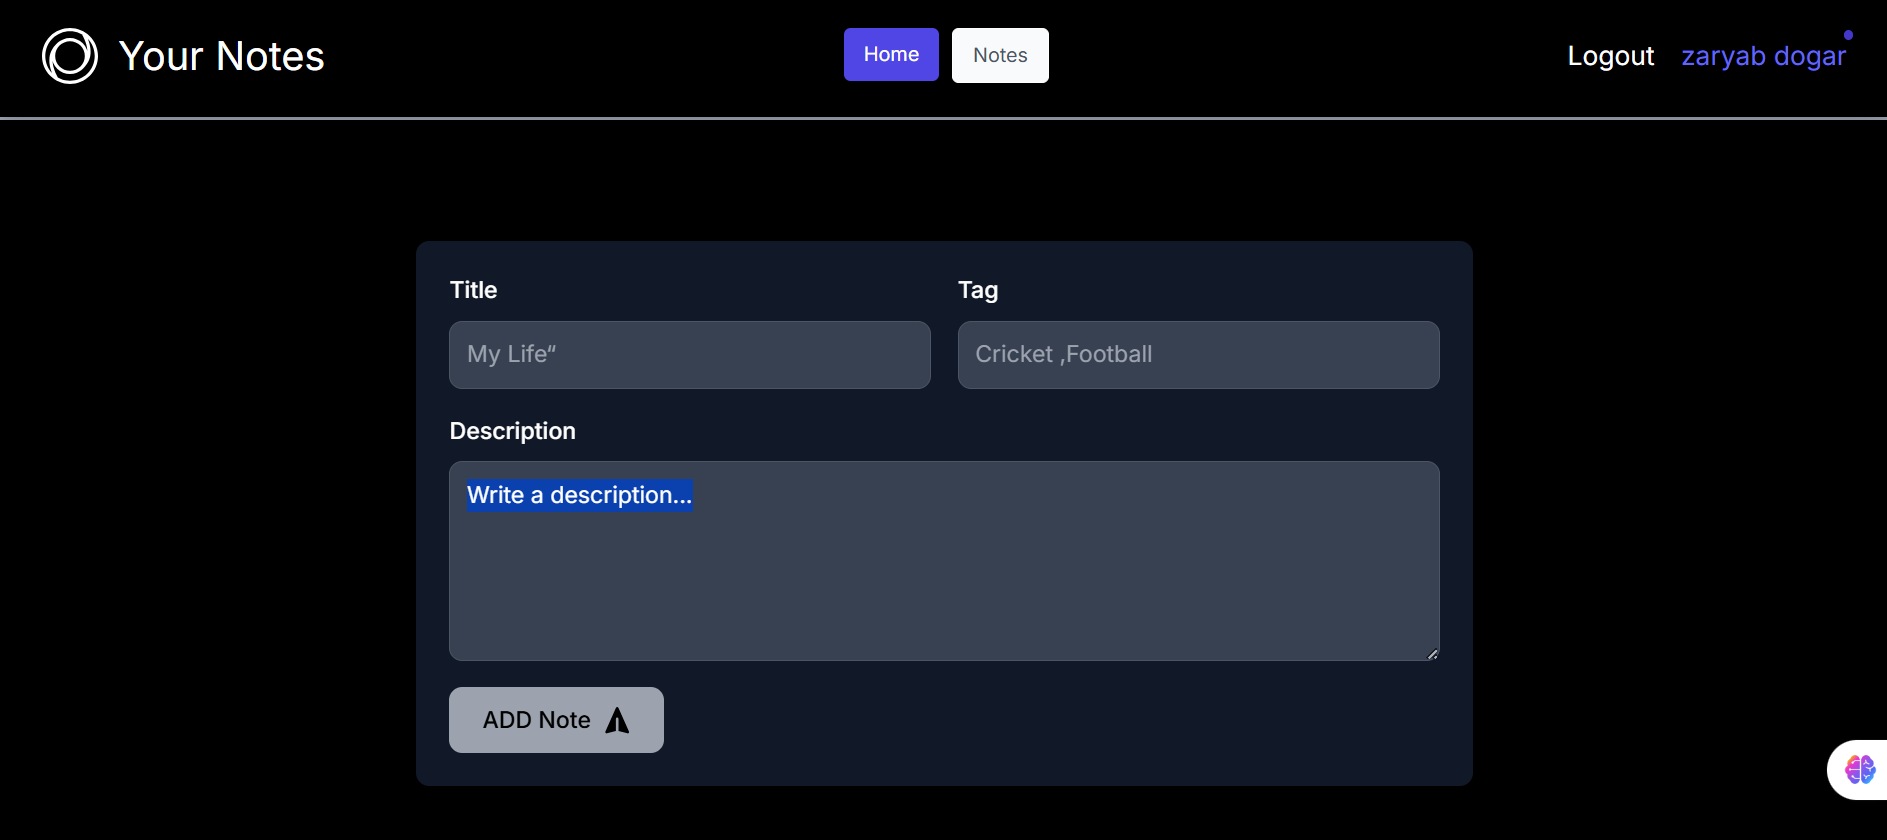 Your Notes
Home
Notes
Logout
zaryab dogar
Title
Tag
My Life“
Cricket ,Football
Description
Write a description...
ADD Note